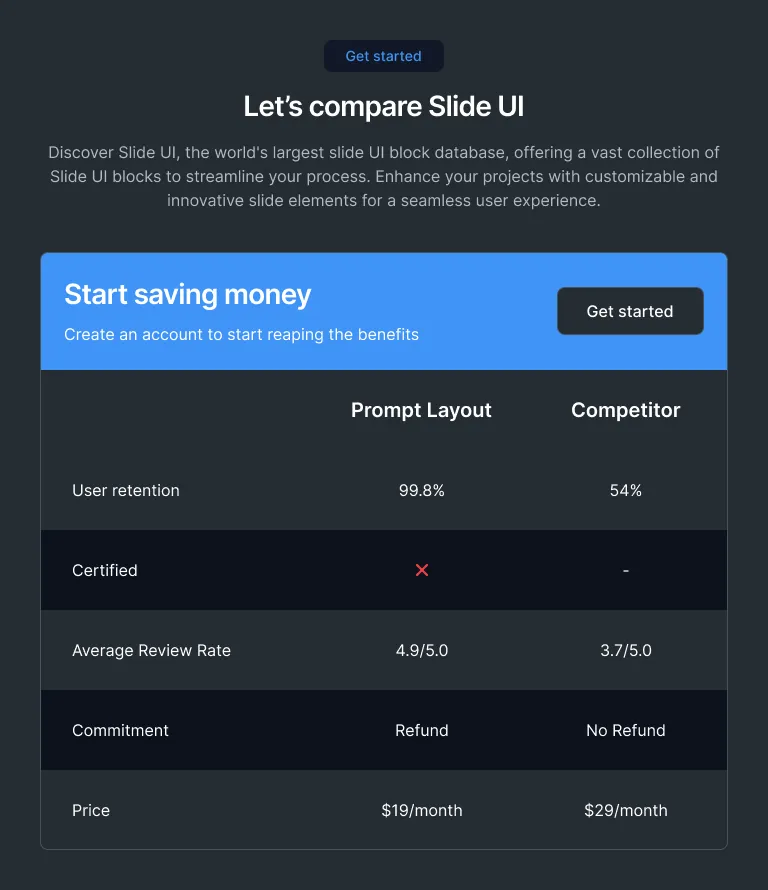 Get started
Let’s compare Slide UI
Discover Slide UI, the world's largest slide UI block database, offering a vast collection of
Slide UI blocks to streamline your process. Enhance your projects with customizable and
innovative slide elements for a seamless user experience.
Start saving money
Create an account to start reaping the benefits
Get started
Prompt Layout Competitor
User retention 99.8% 54%
Certified -
Average Review Rate 4.9/5.0 3.7/5.0
Commitment Refund No Refund
Price $19/month $29/month